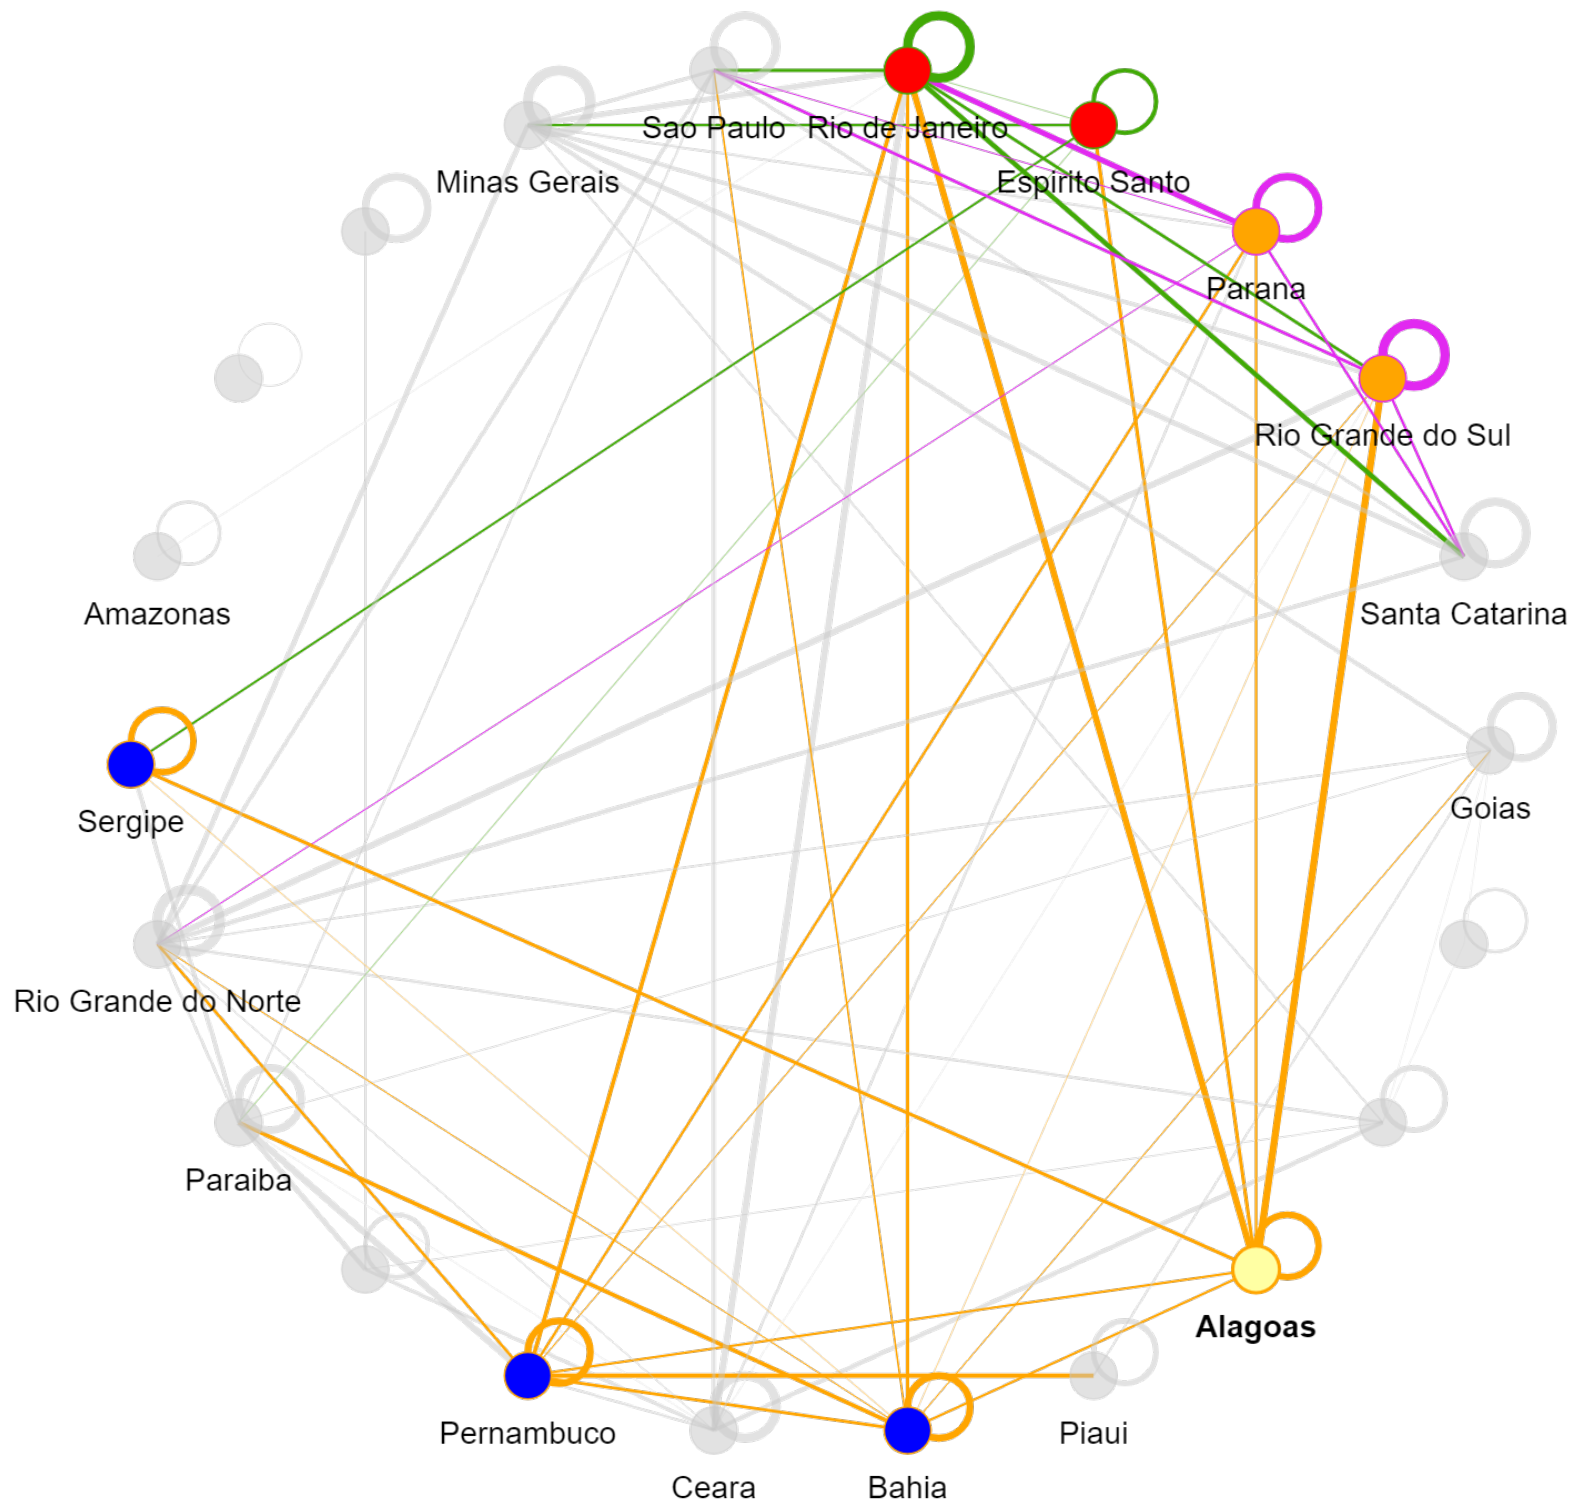 Sao Paulo
Rio de Janeiro
Minas Gerais
Espirito Santo
Parana
Rio Grande do Sul
Amazonas
Santa Catarina
Sergipe
Goias
Rio Grande do Norte
Paraiba
Alagoas
Pernambuco
Piaui
Ceara
Bahia